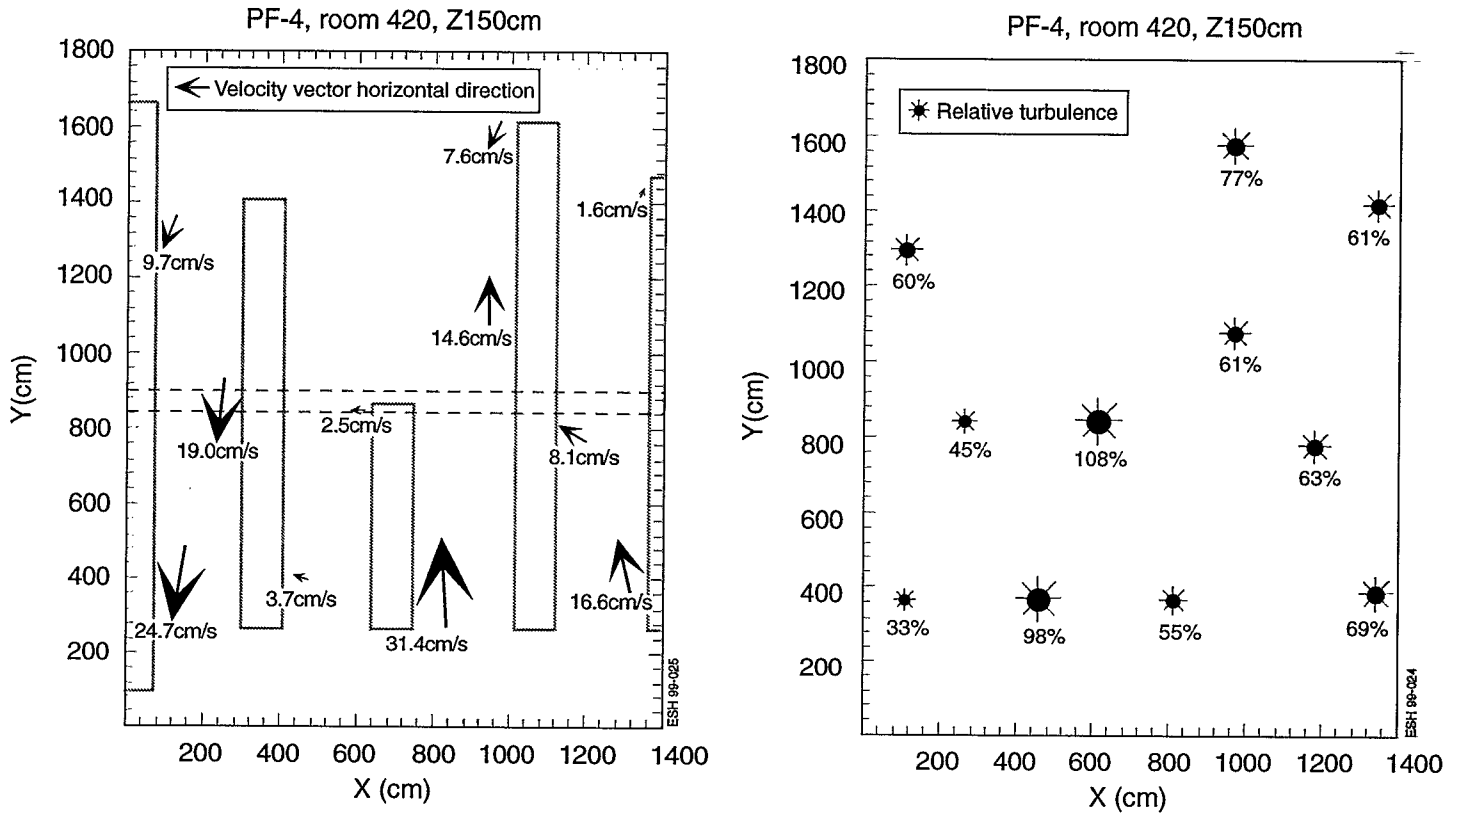 PF-4, room 420, Z150cm
Velocity vector horizontal direction
1800
1600
1400
1200
1000
800
600
400
200
Y(cm)
7.6cm/s
1.6cm/s
9.7cm/s
14.6cm/s
2.5cm/s
19.0cm/s
8.1cm/s
3.7cm/s
16.6cm/s
24.7cm/s
31.4cm/s
ESH 99-025
200 400 600 800 1000 1200 1400
X (cm)
PF-4, room 420, Z150cm
Relative turbulence
1800
1600
1400
1200
1000
800
600
400
200
Y(cm)
77%
61%
60%
61%
45%
108%
63%
33%
98%
55%
69%
ESH 99-024
200 400 600 800 1000 1200 1400
X (cm)